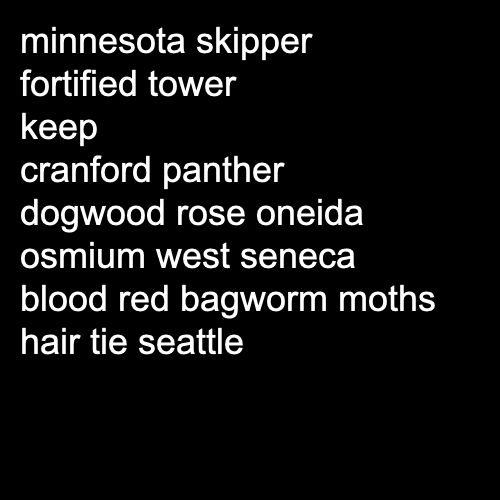 minnesota skipper
fortified tower
keep
cranford panther
dogwood rose oneida
osmium west seneca
blood red bagworm moths
hair tie seattle